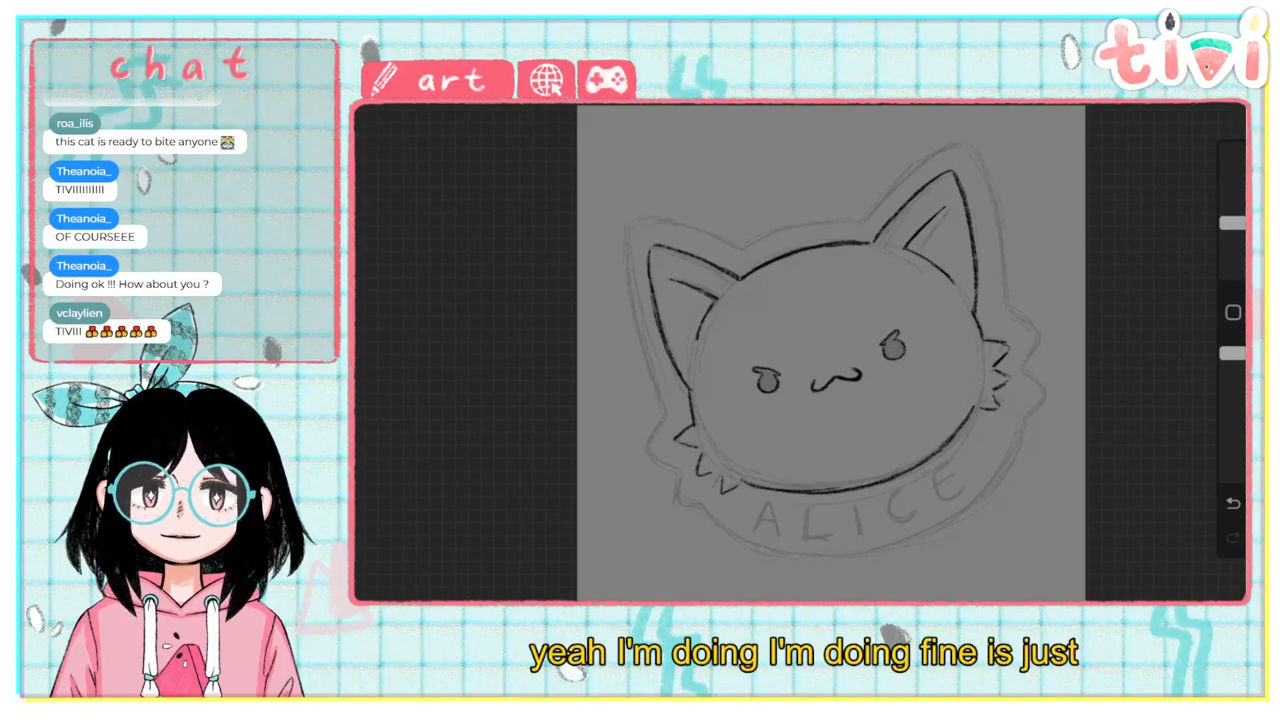 chat
roa_ilis
this cat is ready to bite anyone
Theanoia_
TIVIIIIIIIIII
Theanoia_
OF COURSEEE
Theanoia_
Doing ok !!! How about you ?
vclaylien
TIVIII
art
tivi
ALICE
yeah I'm doing I'm doing fine is just